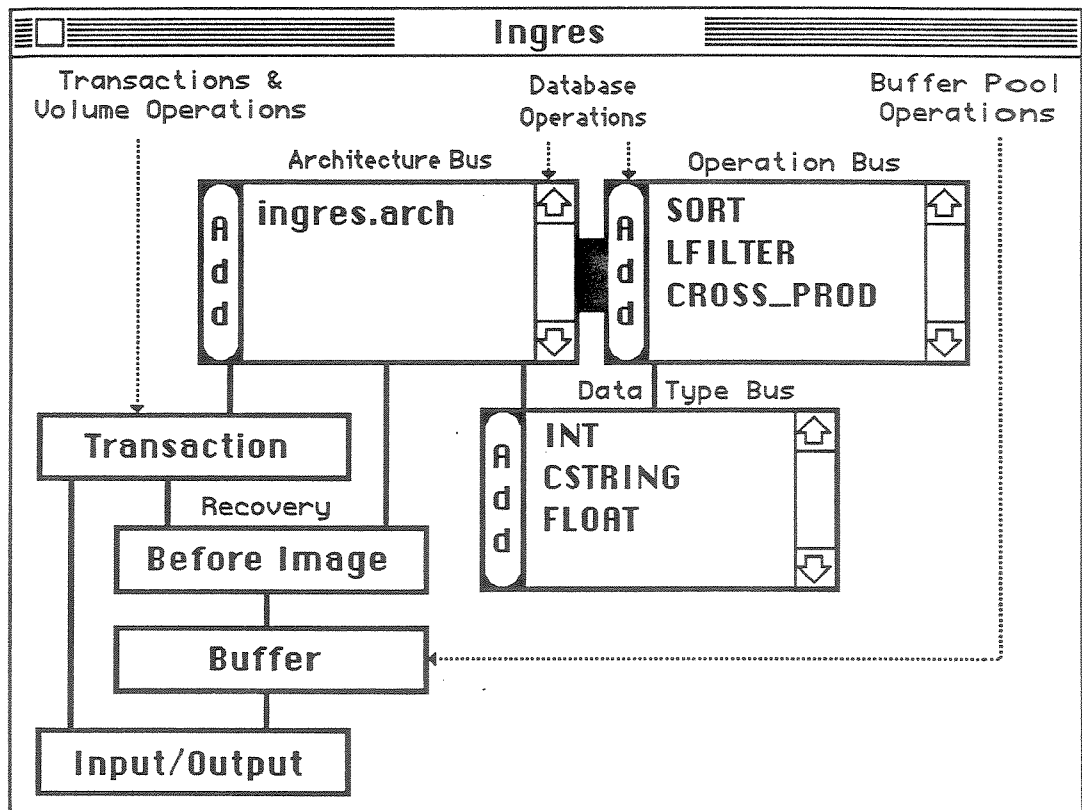 Ingres
Transactions &
Volume Operations
Database
Operations
Buffer Pool
Operations
Architecture Bus
Operation Bus
Add
ingres.arch
Add
SORT
LFILTER
CROSS_PROD
Data Type Bus
Add
INT
CSTRING
FLOAT
Transaction
Recovery
Before Image
Buffer
Input/Output